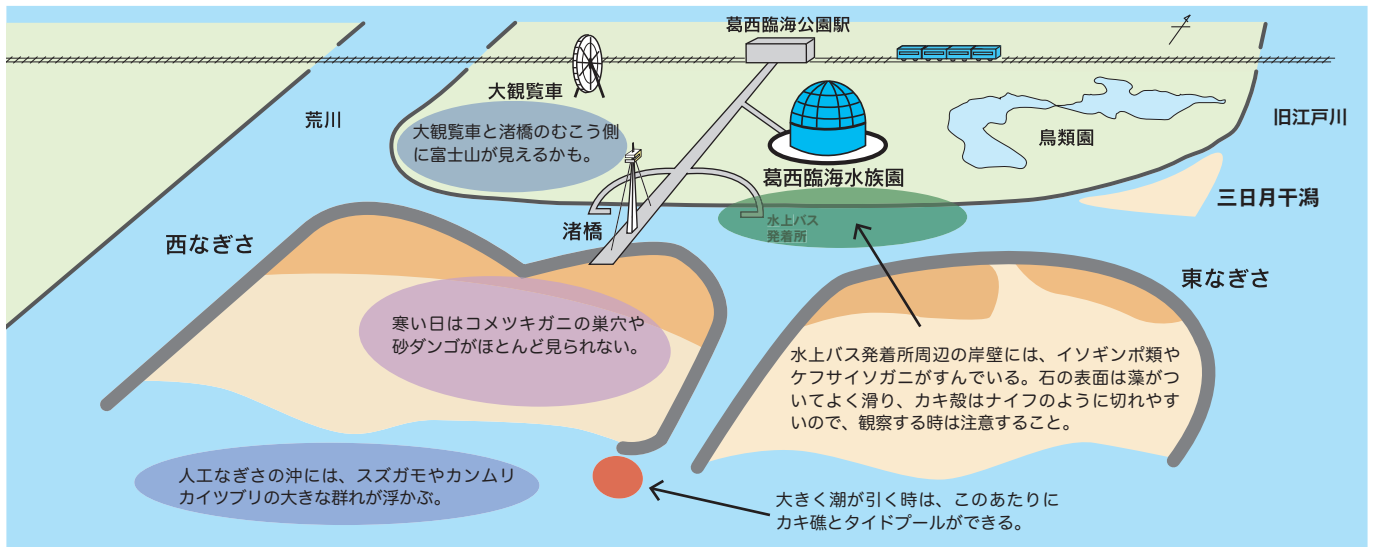 葛西臨海公園駅
大観覧車
荒川
旧江戸川
大観覧車と渚橋のむこう側
に富士山が見えるかも。
鳥類園
葛西臨海水族園
三日月干潟
水上バス
発着所
渚橋
西なぎさ
東なぎさ
寒い日はコメツキガニの巣穴や
砂ダンゴがほとんど見られない。
水上バス発着所周辺の岸壁には、イソギンポ類や
ケフサイソガニがすんでいる。石の表面は藻がつ
いてよく滑り、カキ殻はナイフのように切れやす
いので、観察する時は注意すること。
人工なぎさの沖には、スズガモやカンムリ
カイツブリの大きな群れが浮かぶ。
大きく潮が引く時は、このあたりに
カキ礁とタイドプールができる。